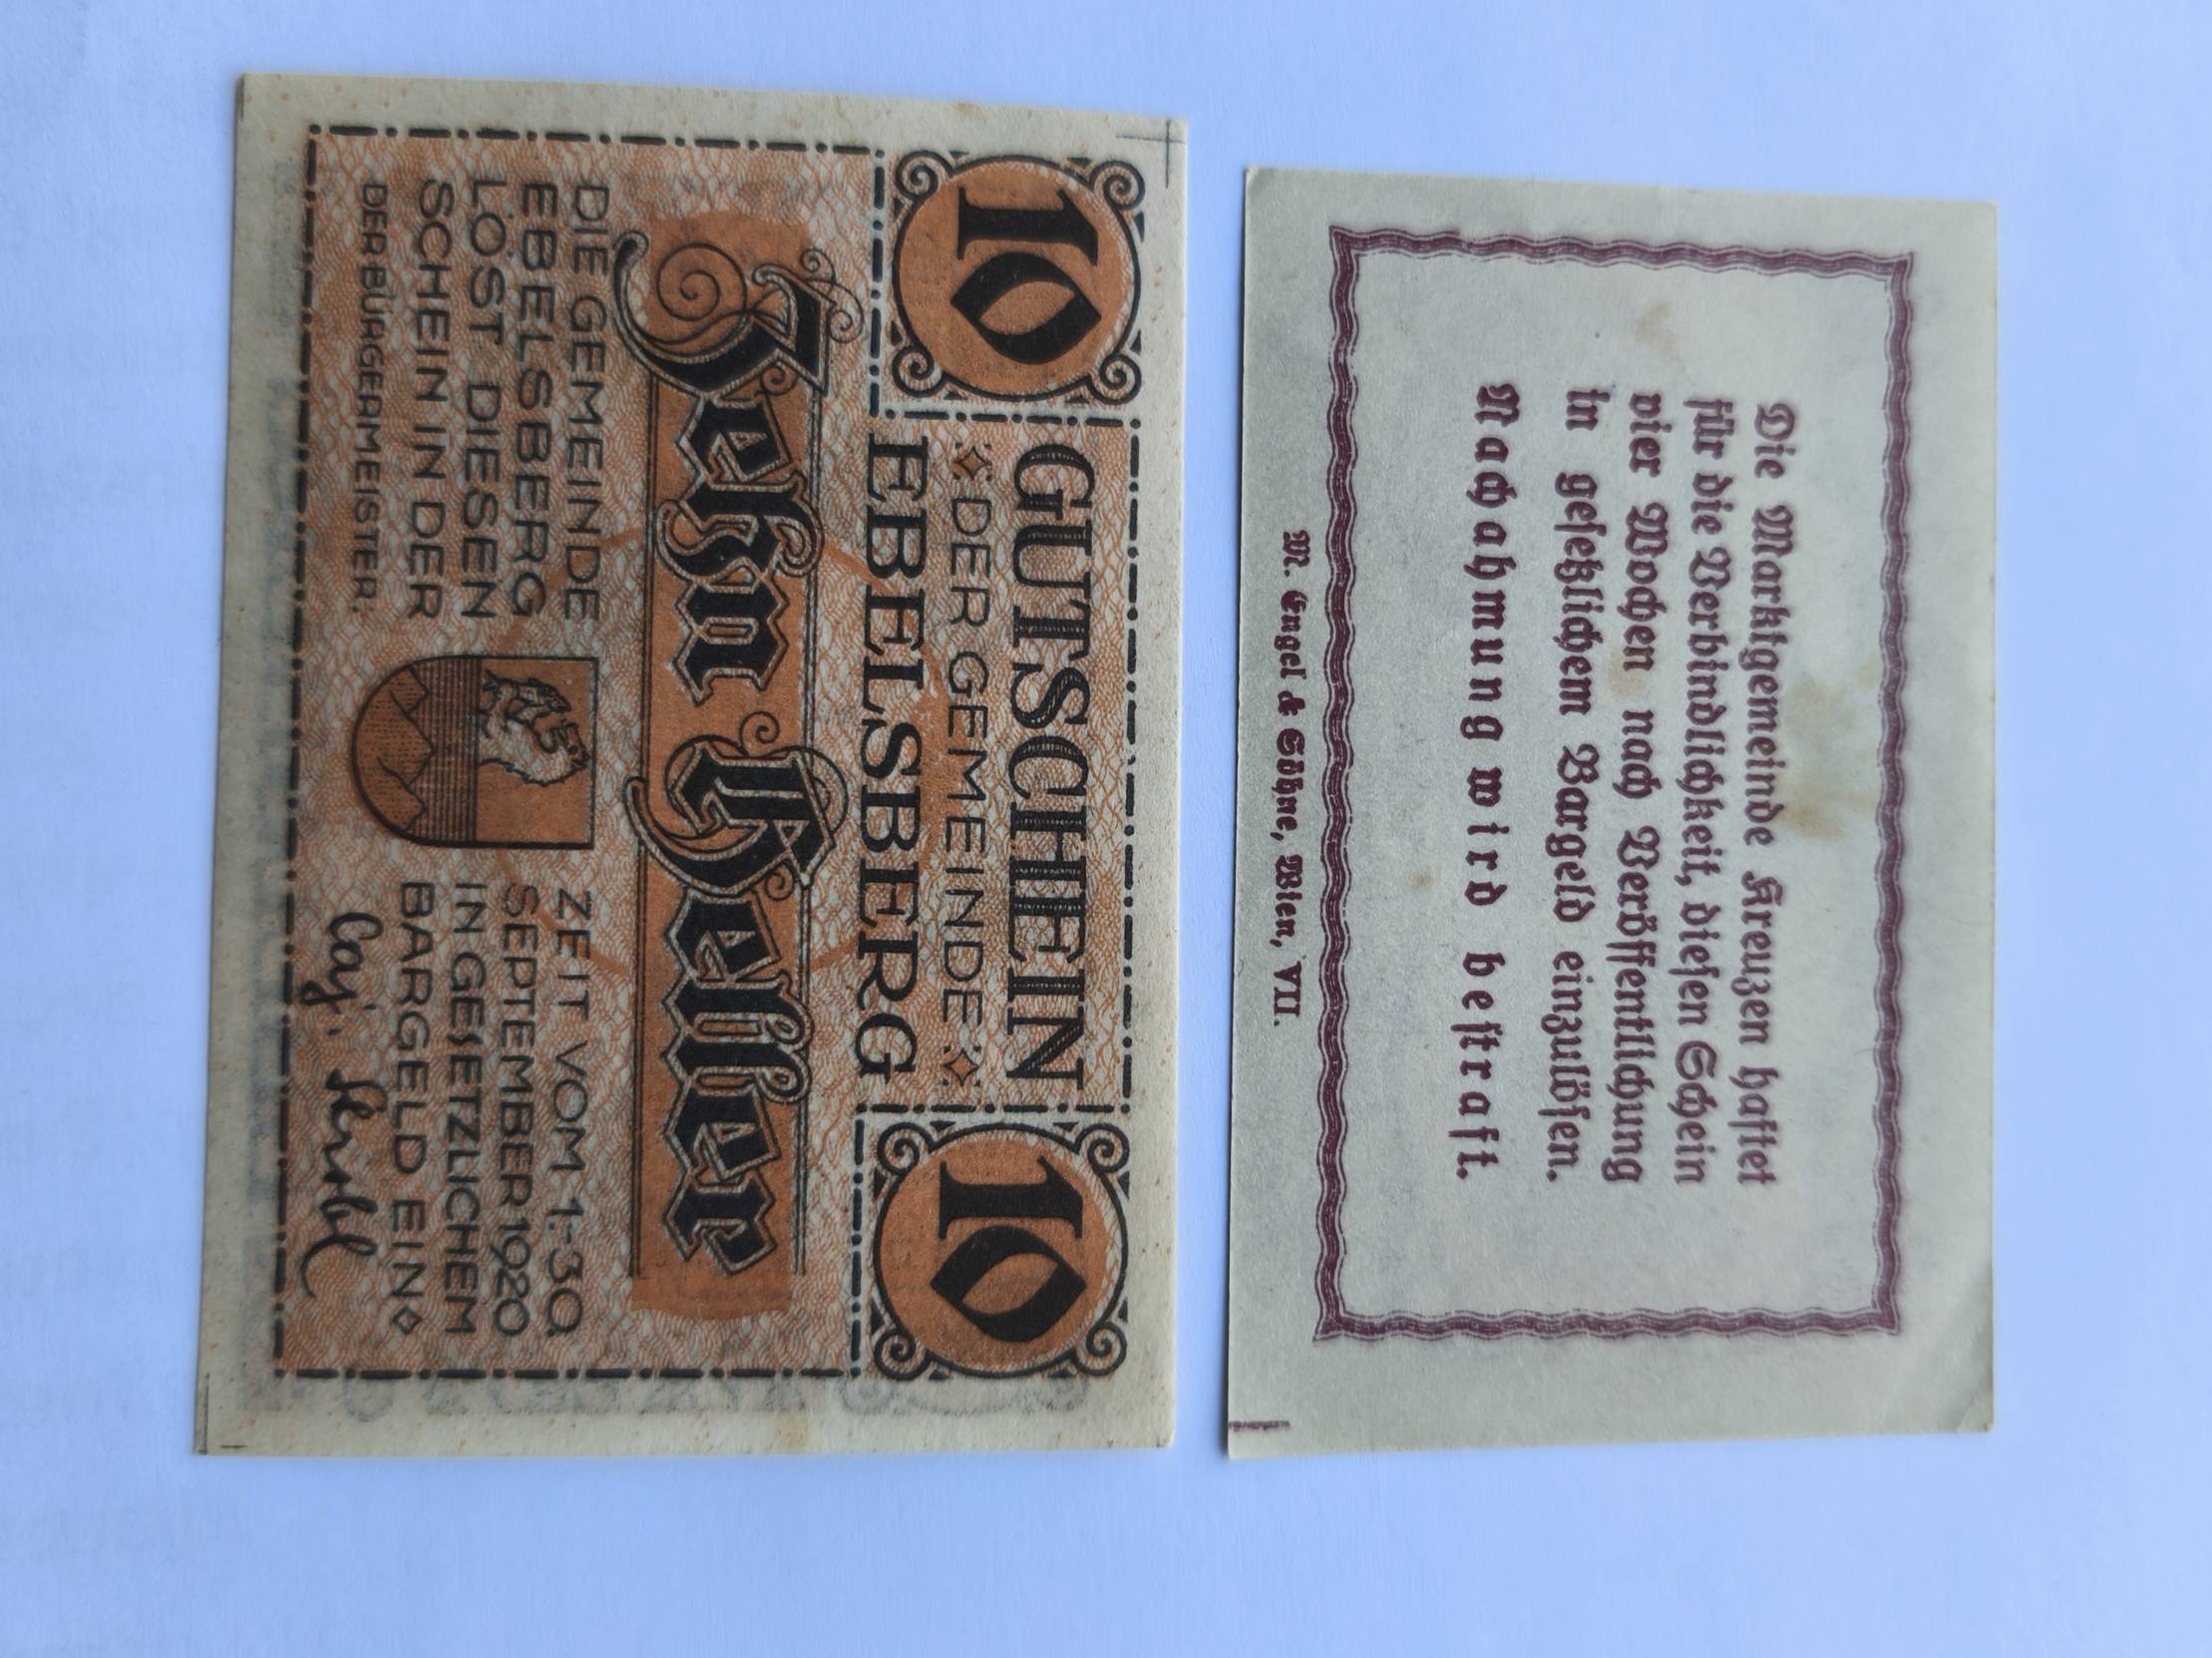 10
GUTSCHEIN
DER GEMEINDE
EBELSBERG
10
Zehn Heller
DIE GEMEINDE
EBELSBERG
LÖST DIESEN
SCHEIN IN DER
DER BÜRGERMEISTER:
ZEIT VOM 1.-30.
SEPTEMBER 1920
IN GESETZLICHEM
BARGELD EIN
Die Marktgemeinde Kreuzen haftet
für die Verbindlichkeit, diesen Schein
vier Wochen nach Veröffentlichung
in gesetzlichem Bargeld einzulösen.
Nachahmung wird bestraft.
M. Engel & Söhne, Wien, VII.